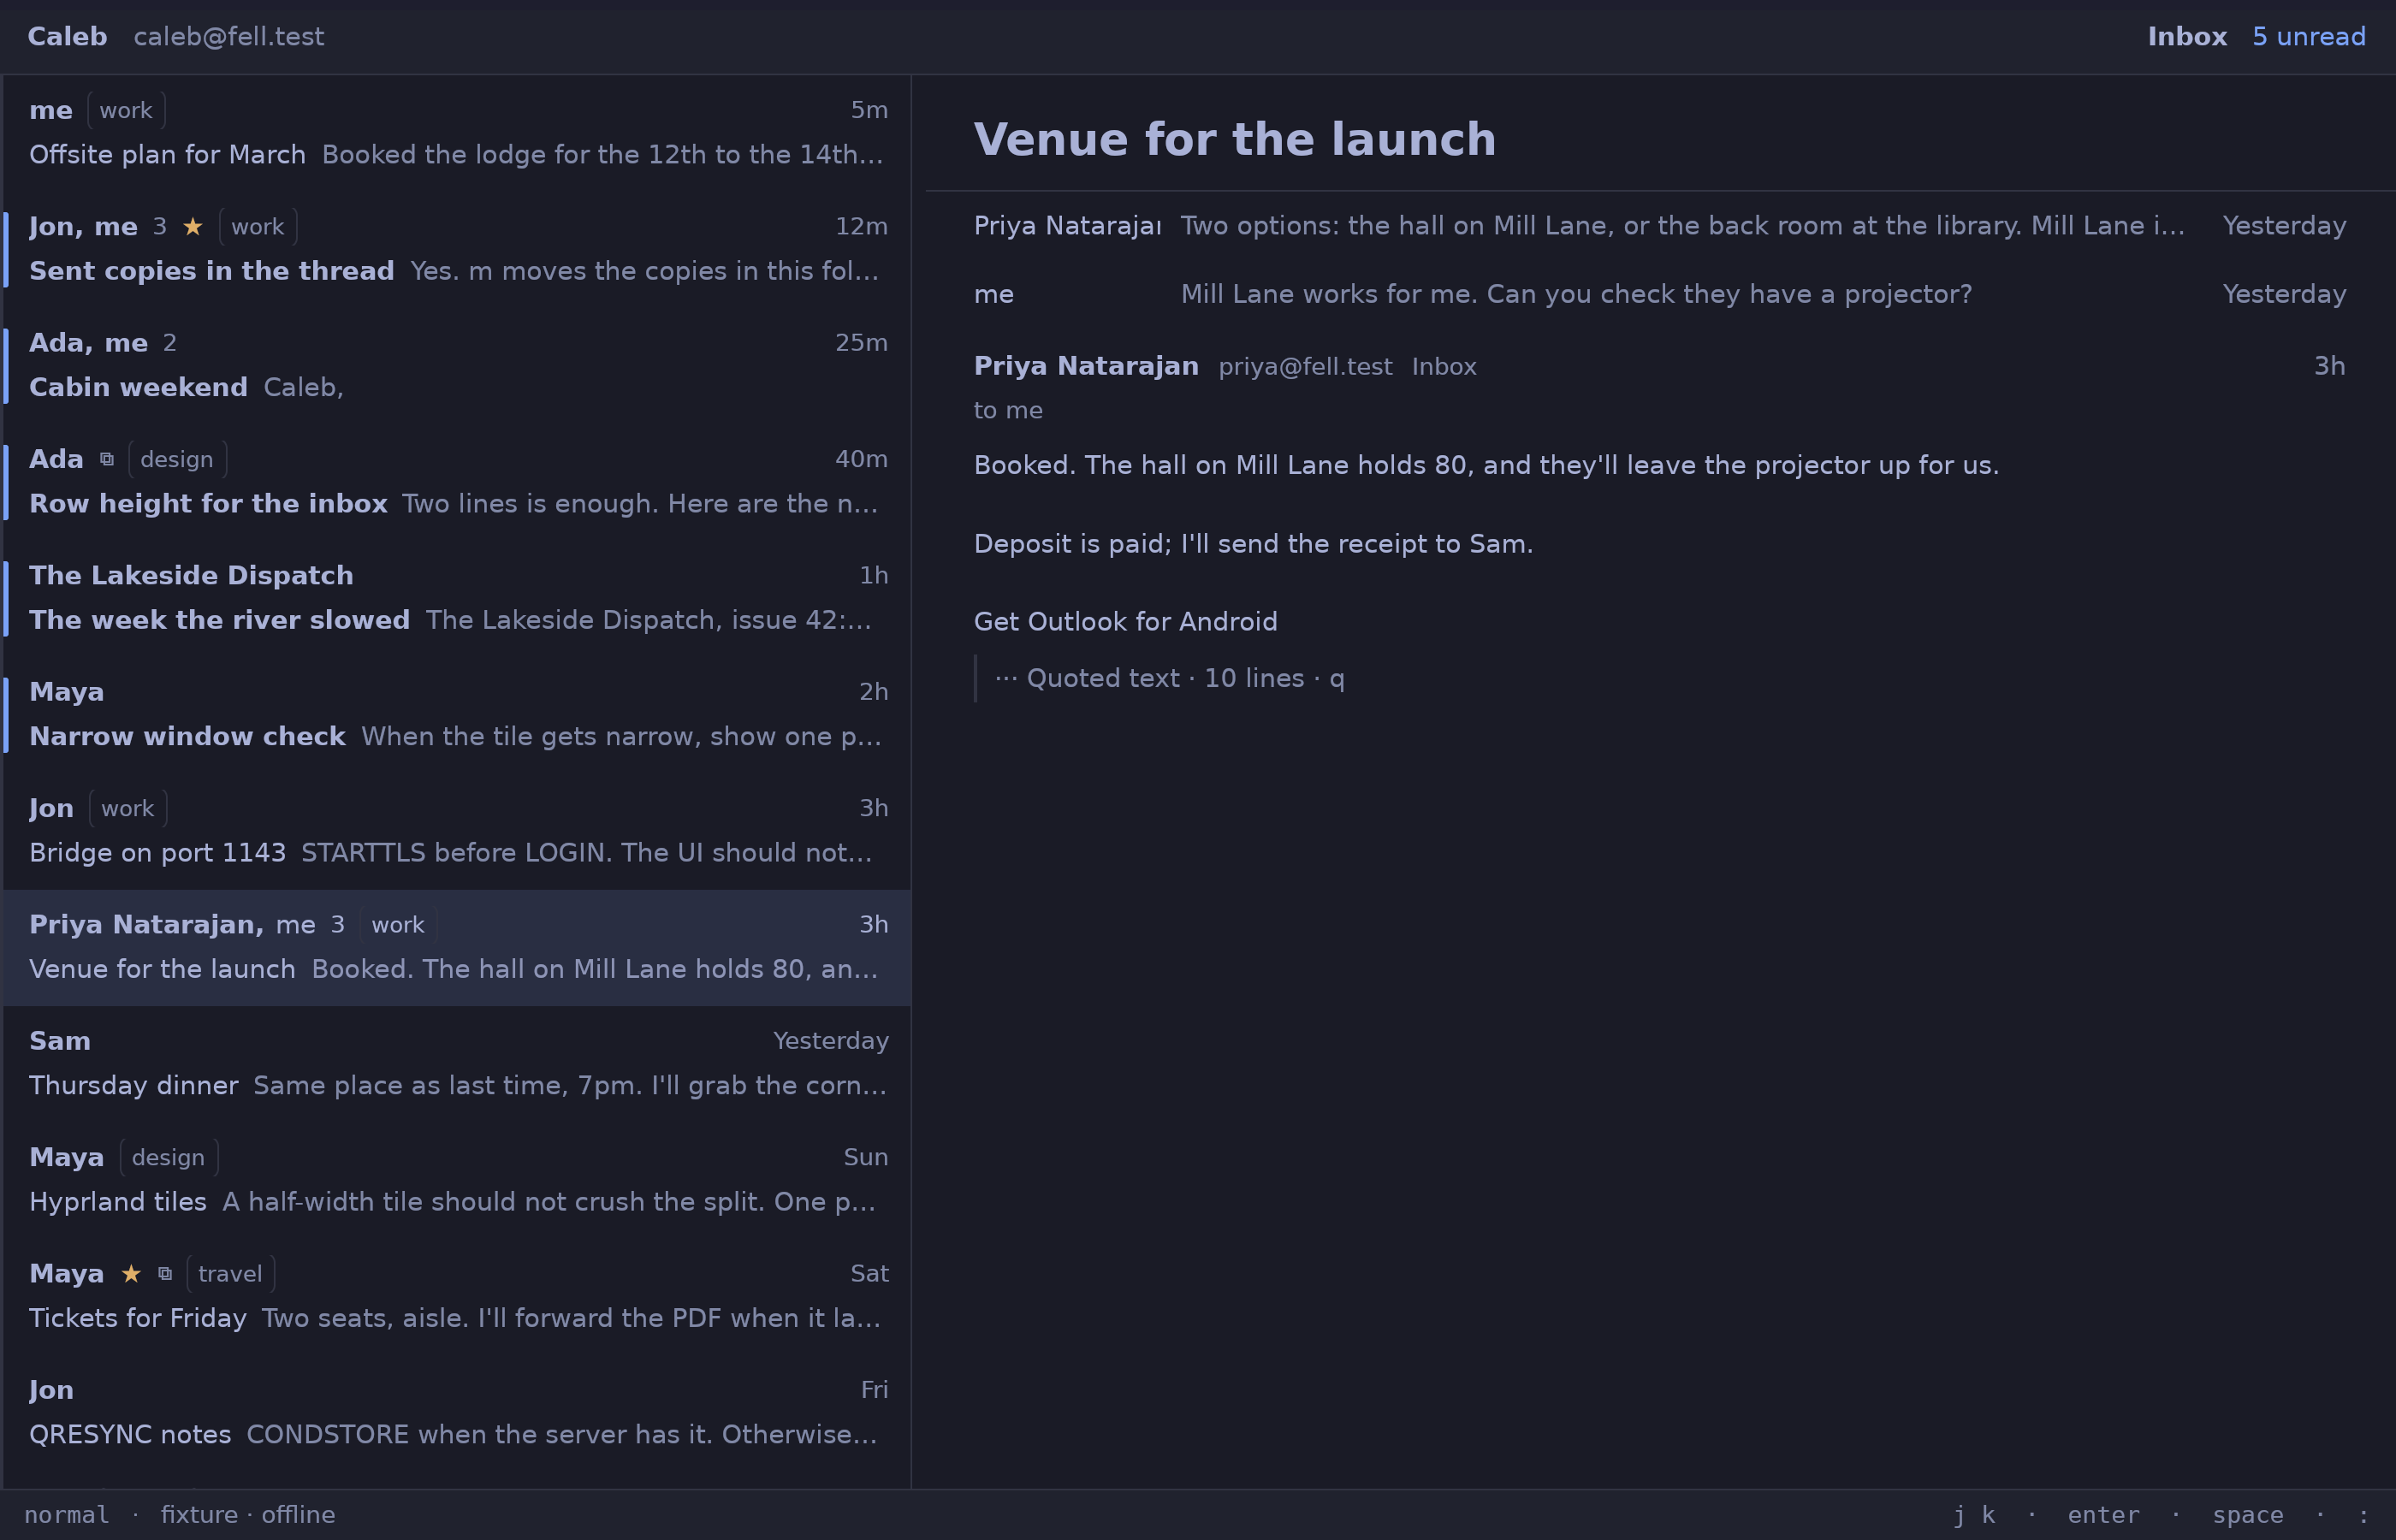 Caleb caleb@fell.test Inbox 5 unread
me work 5m
Offsite plan for March Booked the lodge for the 12th to the 14th…
Jon, me 3 ★ work 12m
Sent copies in the thread Yes. m moves the copies in this fol…
Ada, me 2 25m
Cabin weekend Caleb,
Ada ⧉ design 40m
Row height for the inbox Two lines is enough. Here are the n…
The Lakeside Dispatch 1h
The week the river slowed The Lakeside Dispatch, issue 42:…
Maya 2h
Narrow window check When the tile gets narrow, show one p…
Jon work 3h
Bridge on port 1143 STARTTLS before LOGIN. The UI should not…
Priya Natarajan, me 3 work 3h
Venue for the launch Booked. The hall on Mill Lane holds 80, an…
Sam Yesterday
Thursday dinner Same place as last time, 7pm. I'll grab the corn…
Maya design Sun
Hyprland tiles A half-width tile should not crush the split. One p…
Maya ★ ⧉ travel Sat
Tickets for Friday Two seats, aisle. I'll forward the PDF when it la…
Jon Fri
QRESYNC notes CONDSTORE when the server has it. Otherwise…
Venue for the launch
Priya Natarajan Two options: the hall on Mill Lane, or the back room at the library. Mill Lane i… Yesterday
me Mill Lane works for me. Can you check they have a projector? Yesterday
Priya Natarajan priya@fell.test Inbox 3h
to me
Booked. The hall on Mill Lane holds 80, and they'll leave the projector up for us.
Deposit is paid; I'll send the receipt to Sam.
Get Outlook for Android
··· Quoted text · 10 lines · q
normal · fixture · offline j k · enter · space · :